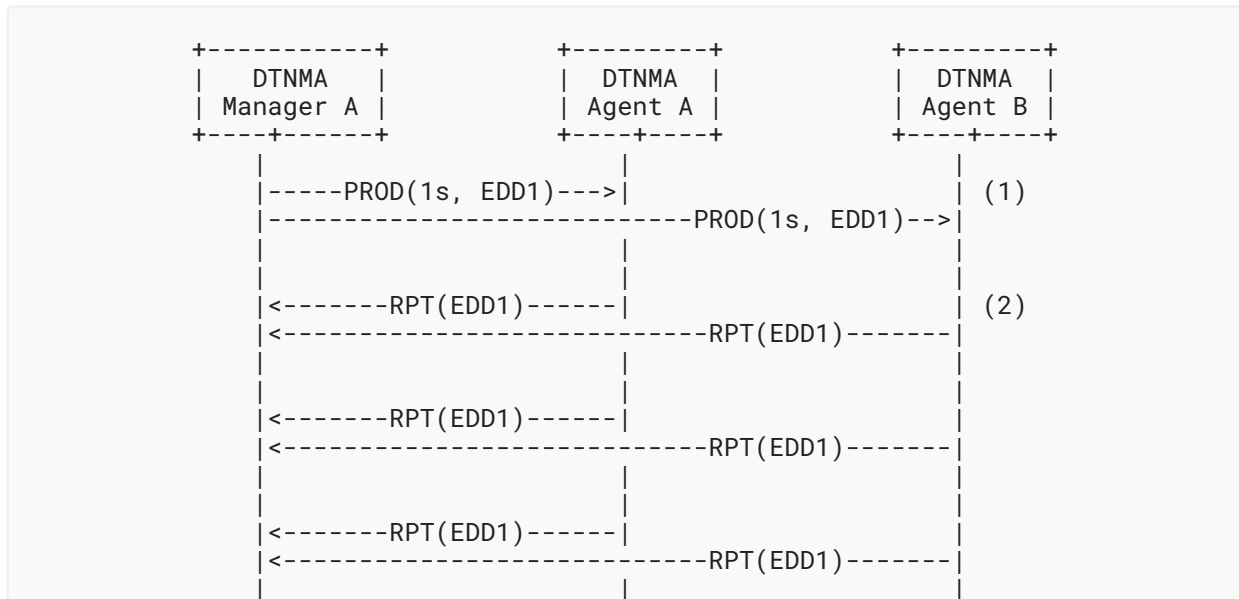 +-----------+             +---------+             +---------+
|   DTNMA   |             |  DTNMA  |             |  DTNMA  |
| Manager A |             | Agent A |             | Agent B |
+----+------+             +----+----+             +----+----+
     |                         |                       |
     |-----PROD(1s, EDD1)--->|                       | (1)
     |----------------------------PROD(1s, EDD1)-->|
     |                         |                       |
     |                         |                       |
     |<-------RPT(EDD1)------|                       | (2)
     |<-----------------------------RPT(EDD1)-------|
     |                         |                       |
     |                         |                       |
     |<-------RPT(EDD1)------|                       |
     |<-----------------------------RPT(EDD1)-------|
     |                         |                       |
     |                         |                       |
     |<-------RPT(EDD1)------|                       |
     |<-----------------------------RPT(EDD1)-------|
     |                         |                       |